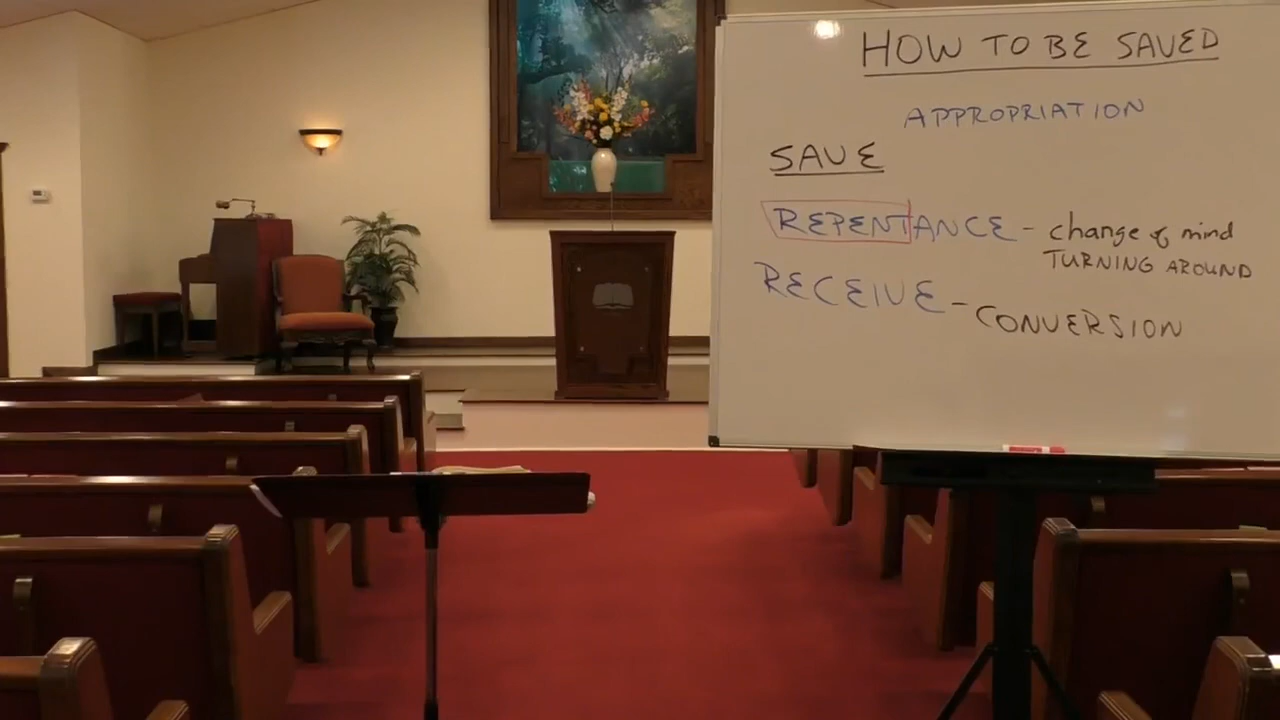 HOW TO BE SAVED
APPROPRIATION
SAVE
REPENTANCE - change of mind
TURNING AROUND
RECEIVE - CONVERSION